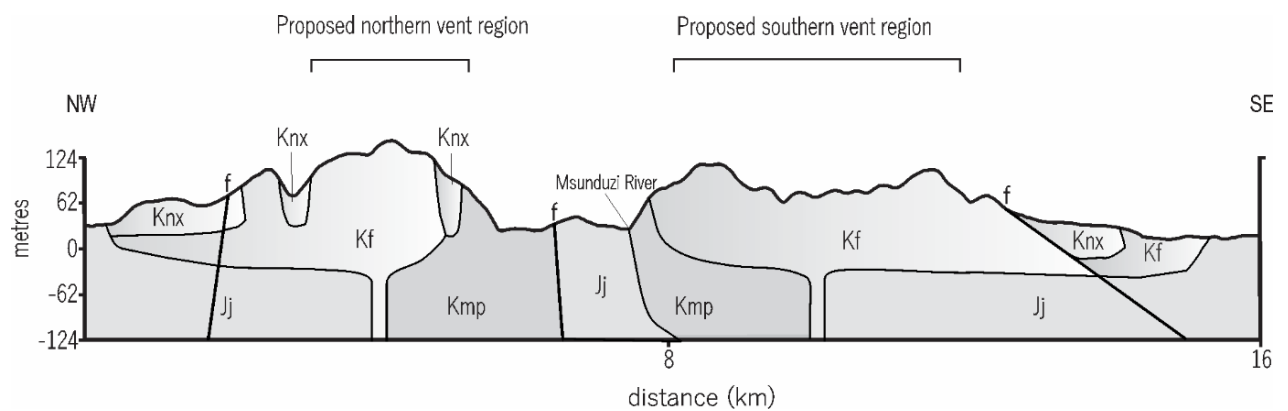 Proposed northern vent region
Proposed southern vent region
NW
SE
Knx
Knx
124
62
0
-62
-124
metres
f
Knx
Kf
Jj
Kmp
f
Msunduzi River
Jj
Kmp
Kf
f
Knx
Kf
Jj
8
16
distance (km)